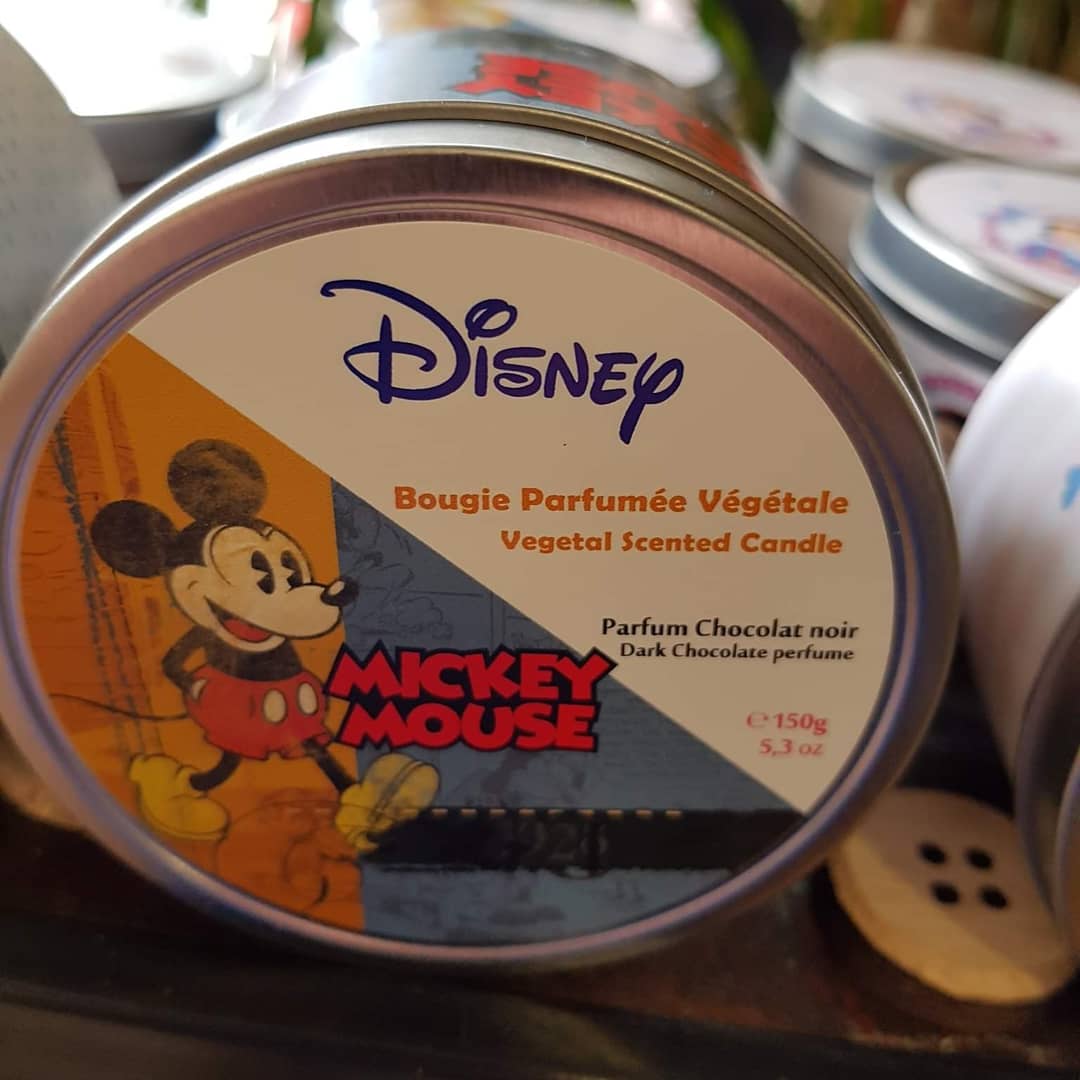 DISNEY
Bougie Parfumée Végétale
Vegetal Scented Candle
Parfum Chocolat noir
Dark Chocolate perfume
MICKEY
MOUSE
℮ 150g
5,3 oz
1928